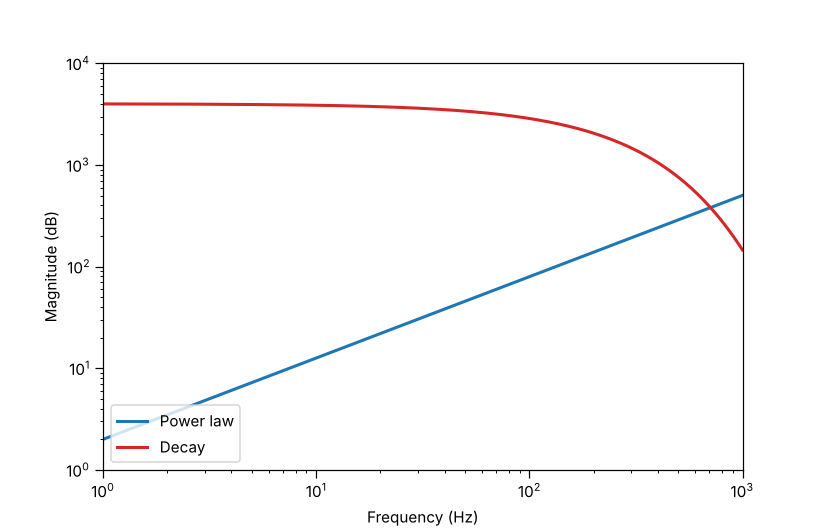 10⁴
10³
10²
10¹
10⁰
Magnitude (dB)
Power law
Decay
10⁰ 10¹ 10² 10³
Frequency (Hz)